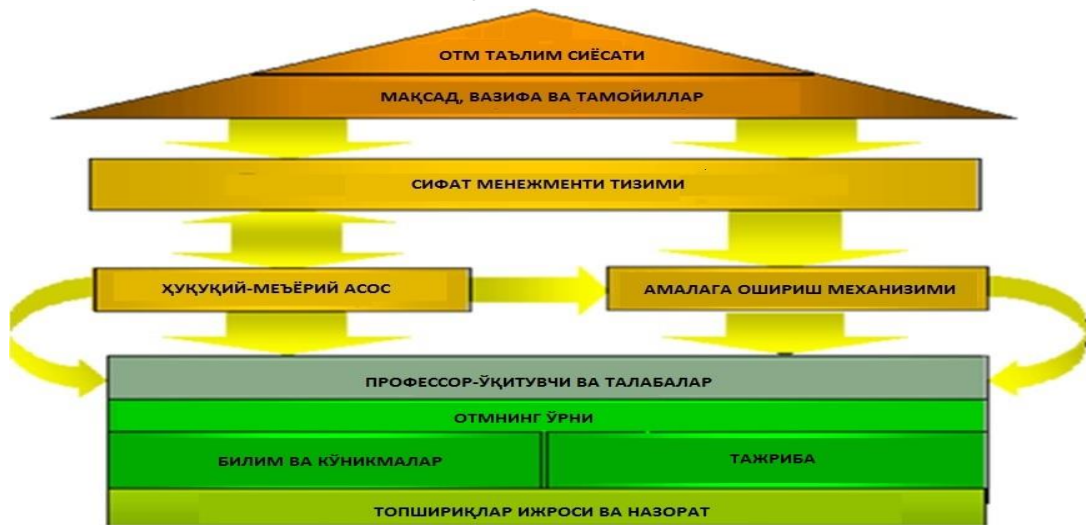 ОТМ ТАЪЛИМ СИЁСАТИ
МАҚСАД, ВАЗИФА ВА ТАМОЙИЛЛАР
СИФАТ МЕНЕЖМЕНТИ ТИЗИМИ
ҲУҚУҚИЙ-МЕЪЁРИЙ АСОС
АМАЛАГА ОШИРИШ МЕХАНИЗИМИ
ПРОФЕССОР-ЎҚИТУВЧИ ВА ТАЛАБАЛАР
ОТМНИНГ ЎРНИ
БИЛИМ ВА КЎНИКМАЛАР
ТАЖРИБА
ТОПШИРИҚЛАР ИЖРОСИ ВА НАЗОРАТ